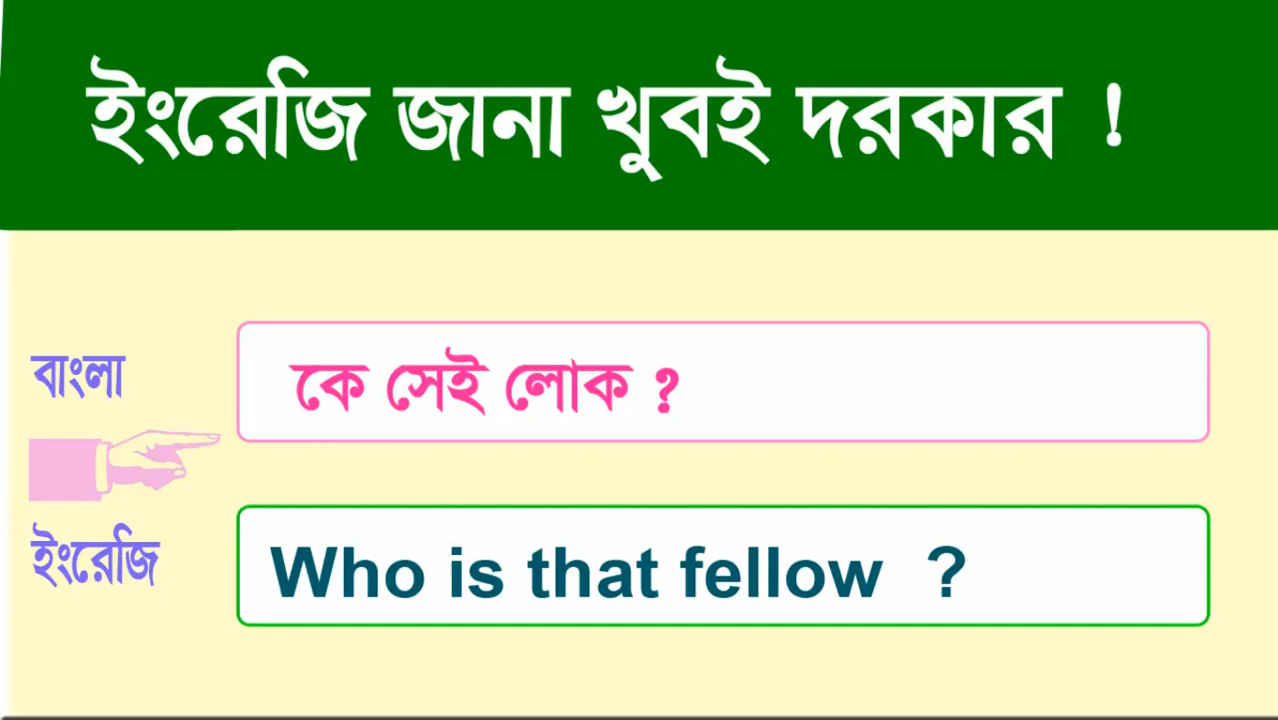 ইংরেজি জানা খুবই দরকার !
বাংলা
কে সেই লোক ?
ইংরেজি
Who is that fellow ?